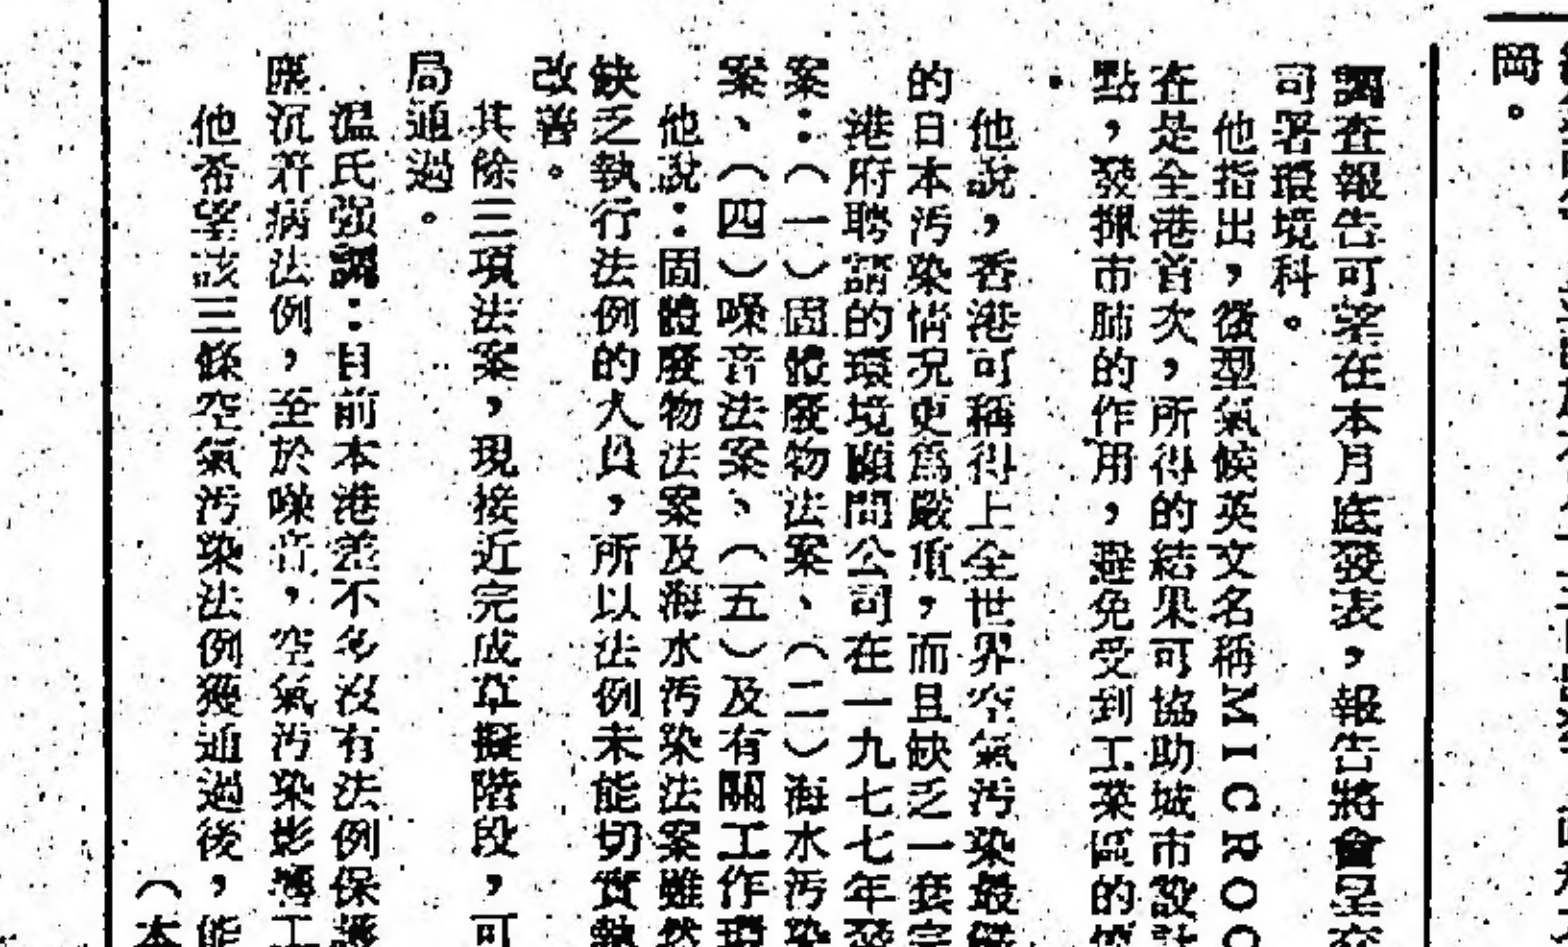 岡。
調查報告可望在本月底發表，報告將會呈交
司署環境科。
他指出，微型氣候英文名稱MICROC
查是全港首次，所得的結果可協助城市設計
點，發揮市肺的作用，避免受到工業區的
他說，香港可稱得上全世界空氣污染最嚴
的日本污染情况更爲嚴重，而且缺乏一套完
港府聘請的環境顧問公司在一九七七年發
案：（一）固體廢物法案、（二）海水污染
案、（四）噪音法案、（五）及有關工作環
他說：固體廢物法案及海水污染法案雖然
缺乏執行法例的人員，所以法例未能切實執
改善。
其餘三項法案，現接近完成草擬階段，可
局通過。
溫氏强調：目前本港差不多沒有法例保護
塵沉着病法例，至於噪音，空氣污染影響工
他希望該三條空氣污染法例獲通過後，能
（本